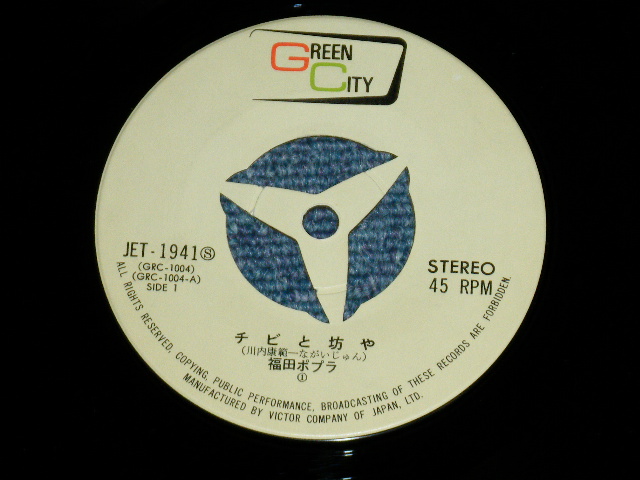 GREEN
CITY
JET-1941Ⓢ
(GRC-1004)
(GRC-1004-A)
SIDE 1
STEREO
45 RPM
チビと坊や
(川内康範ーながいじゅん)
福田ポプラ
①
ALL RIGHTS RESERVED, COPYING, PUBLIC PERFORMANCE, BROADCASTING OF THESE RECORDS ARE FORBIDDEN.
MANUFACTURED BY VICTOR COMPANY OF JAPAN, LTD.